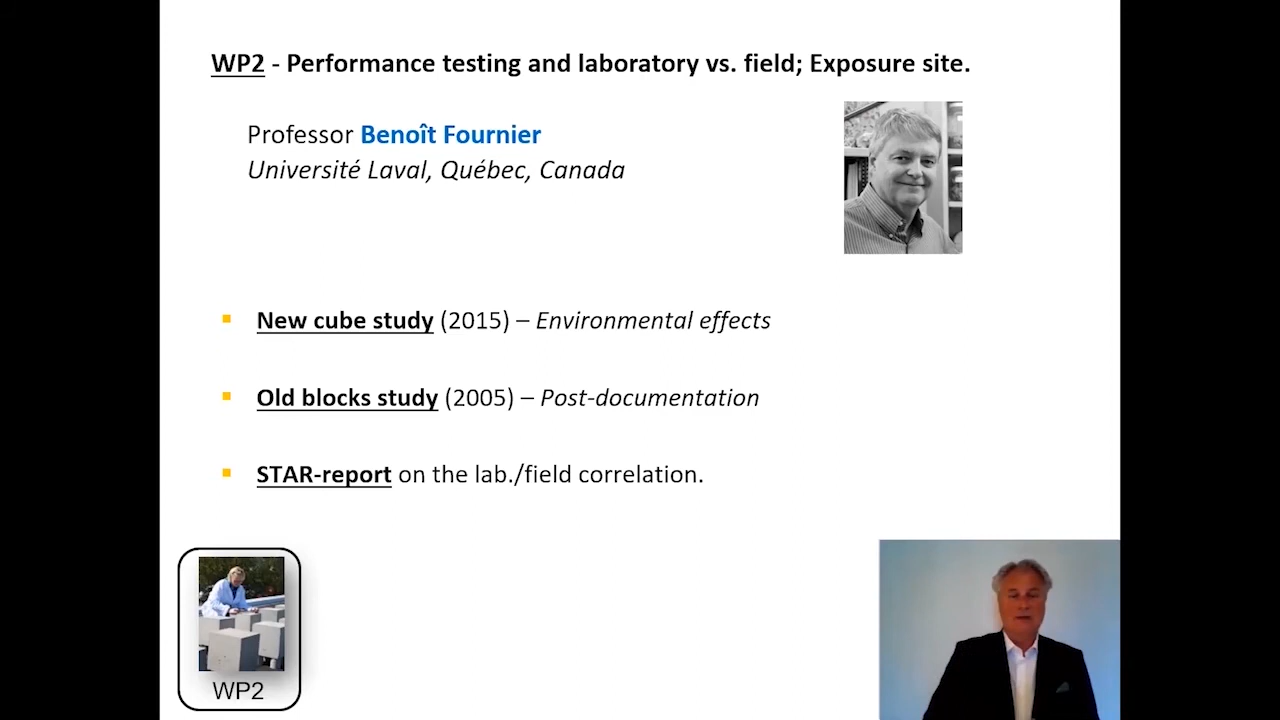 WP2 - Performance testing and laboratory vs. field; Exposure site.
Professor Benoît Fournier
Université Laval, Québec, Canada
▪ New cube study (2015) – Environmental effects
▪ Old blocks study (2005) – Post-documentation
▪ STAR-report on the lab./field correlation.
WP2